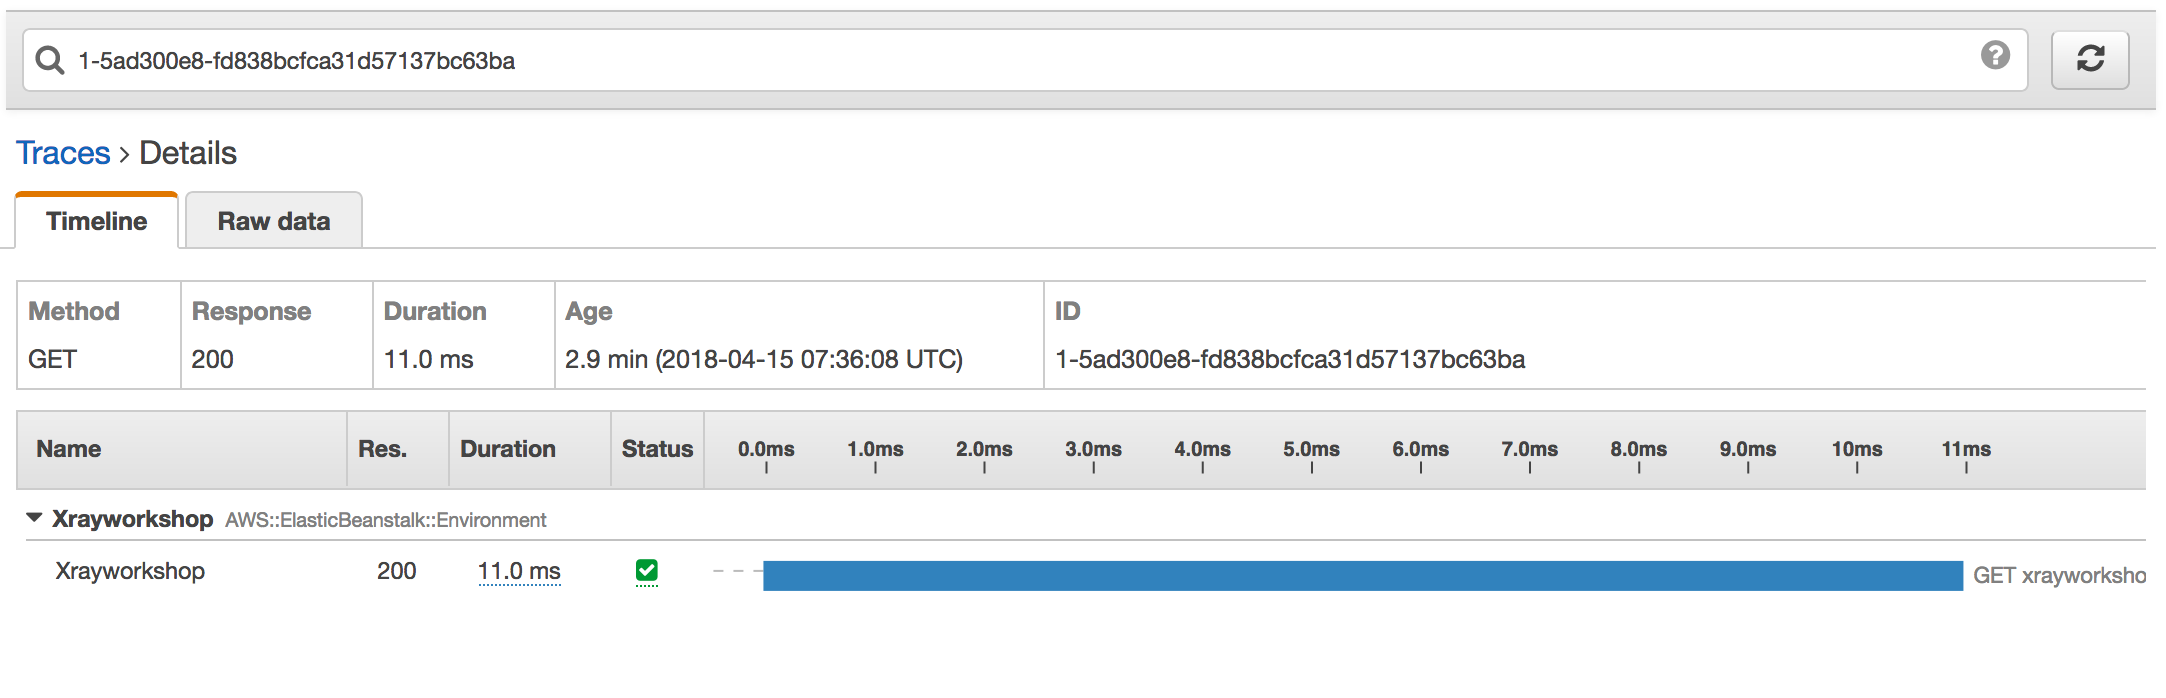 1-5ad300e8-fd838bcfca31d57137bc63ba ?
Traces › Details
Timeline Raw data
Method Response Duration Age ID
GET 200 11.0 ms 2.9 min (2018-04-15 07:36:08 UTC) 1-5ad300e8-fd838bcfca31d57137bc63ba
Name Res. Duration Status 0.0ms 1.0ms 2.0ms 3.0ms 4.0ms 5.0ms 6.0ms 7.0ms 8.0ms 9.0ms 10ms 11ms
Xrayworkshop AWS::ElasticBeanstalk::Environment
Xrayworkshop 200 11.0 ms GET xrayworksho